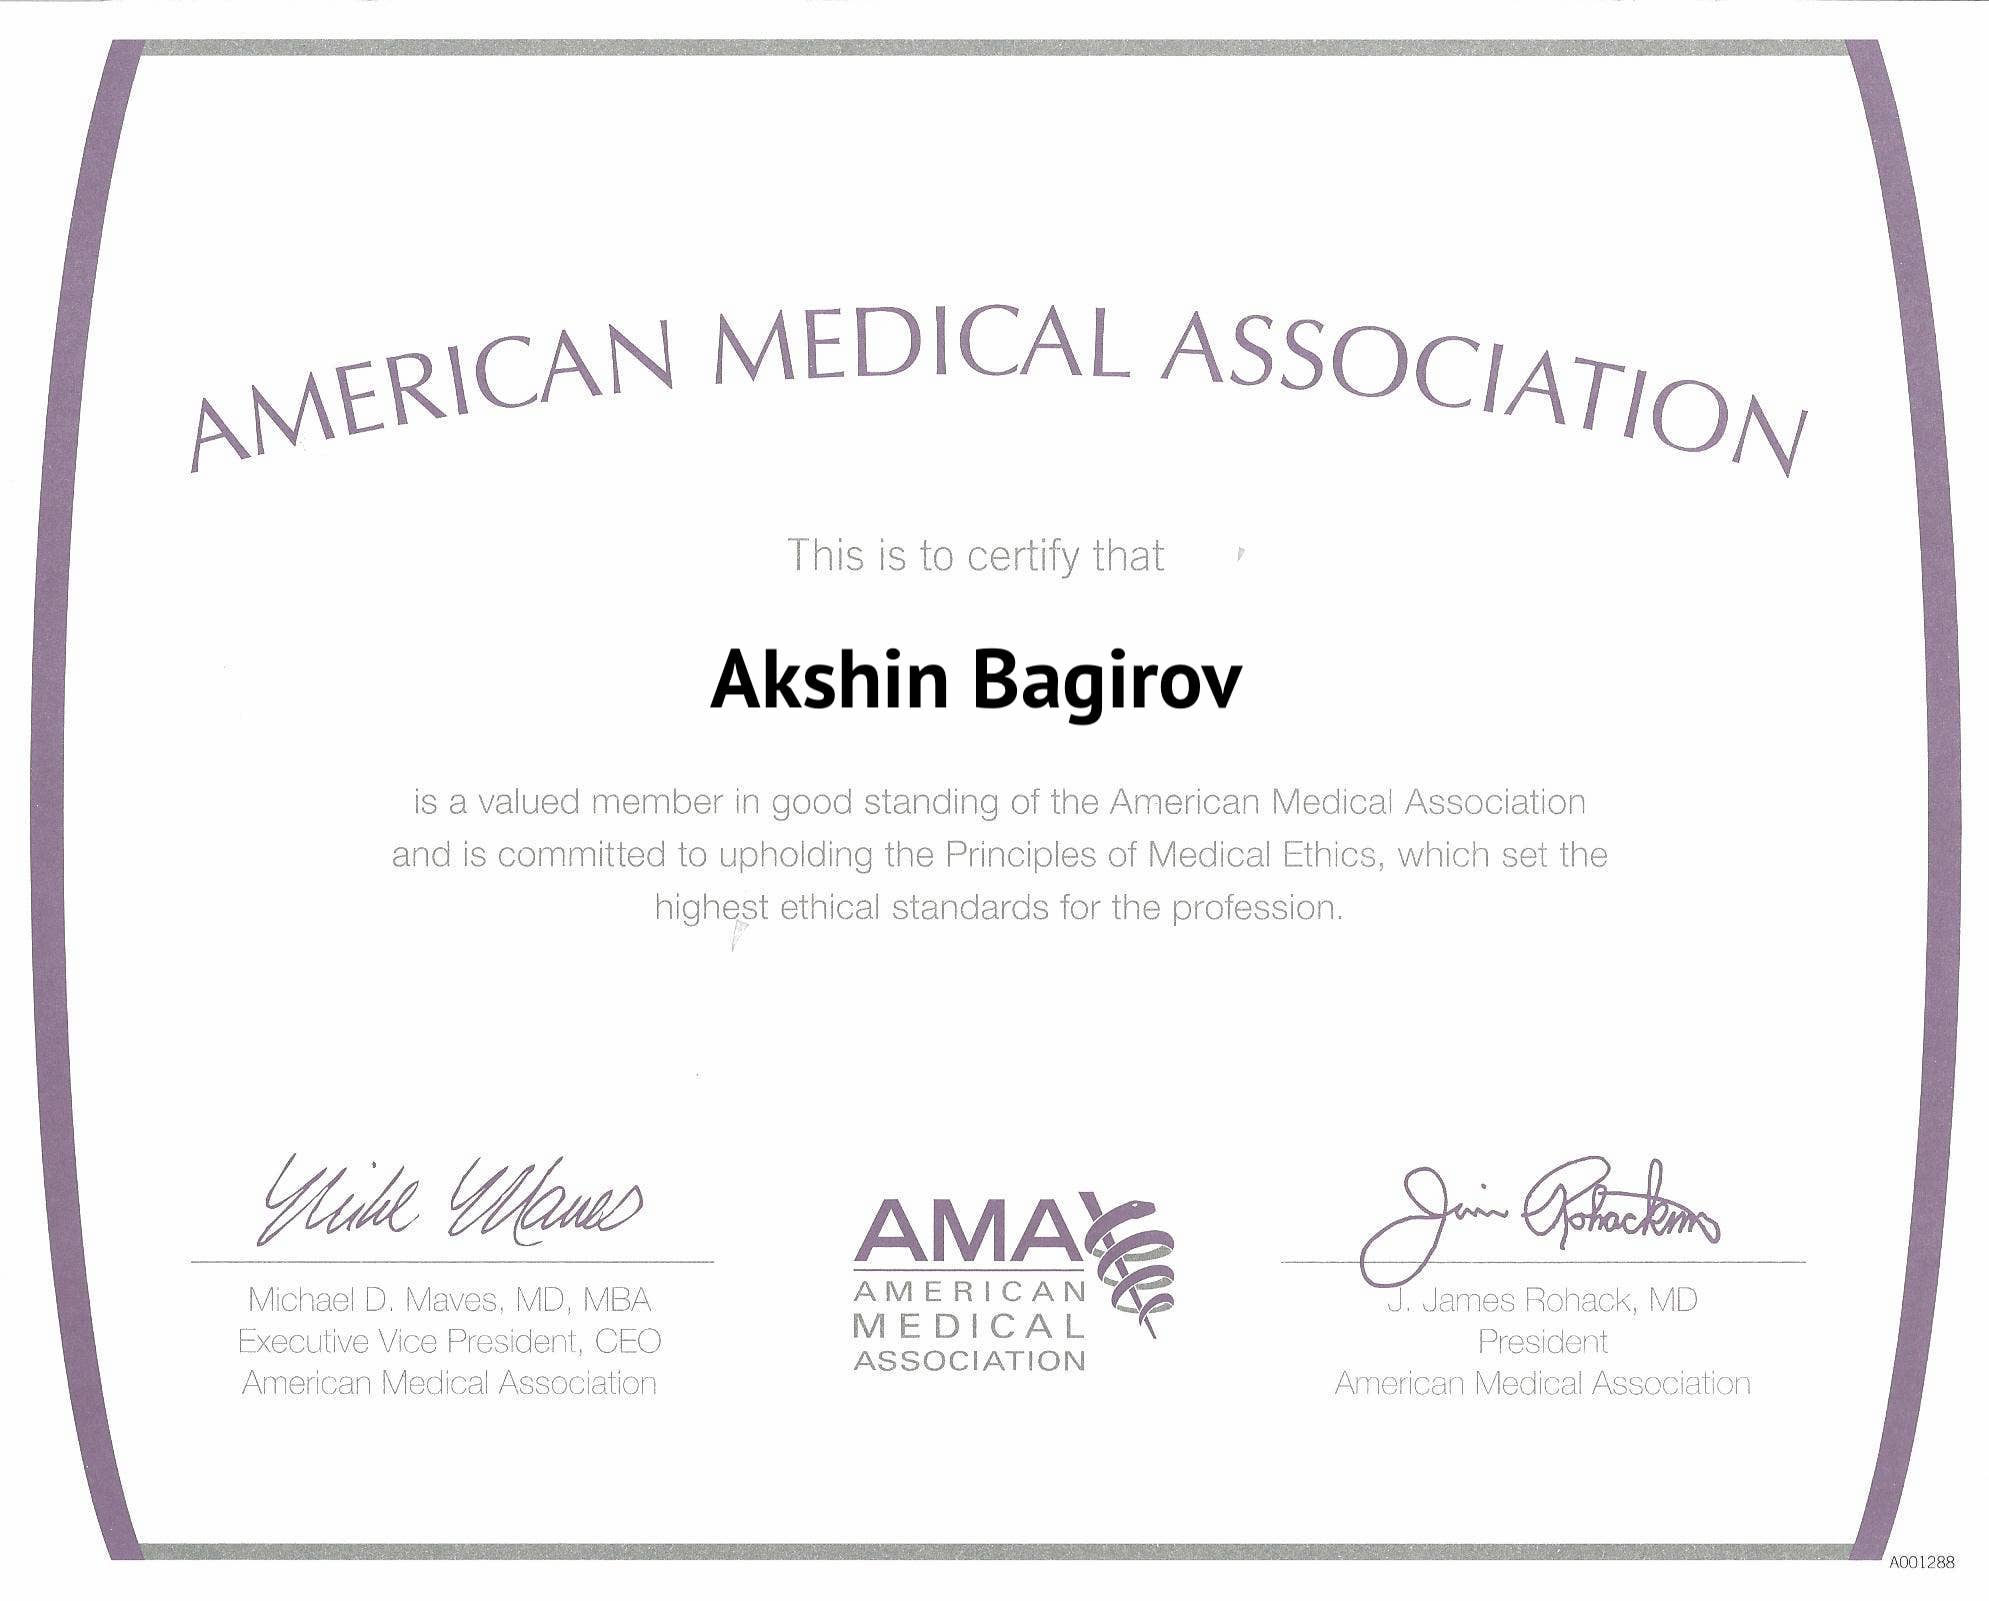 AMERICAN MEDICAL ASSOCIATION
This is to certify that
Akshin Bagirov
is a valued member in good standing of the American Medical Association
and is committed to upholding the Principles of Medical Ethics, which set the
highest ethical standards for the profession.
Mike Maves
Michael D. Maves, MD, MBA
Executive Vice President, CEO
American Medical Association
AMA
AMERICAN
MEDICAL
ASSOCIATION
Jim Rohack MD
J. James Rohack, MD
President
American Medical Association
A001288